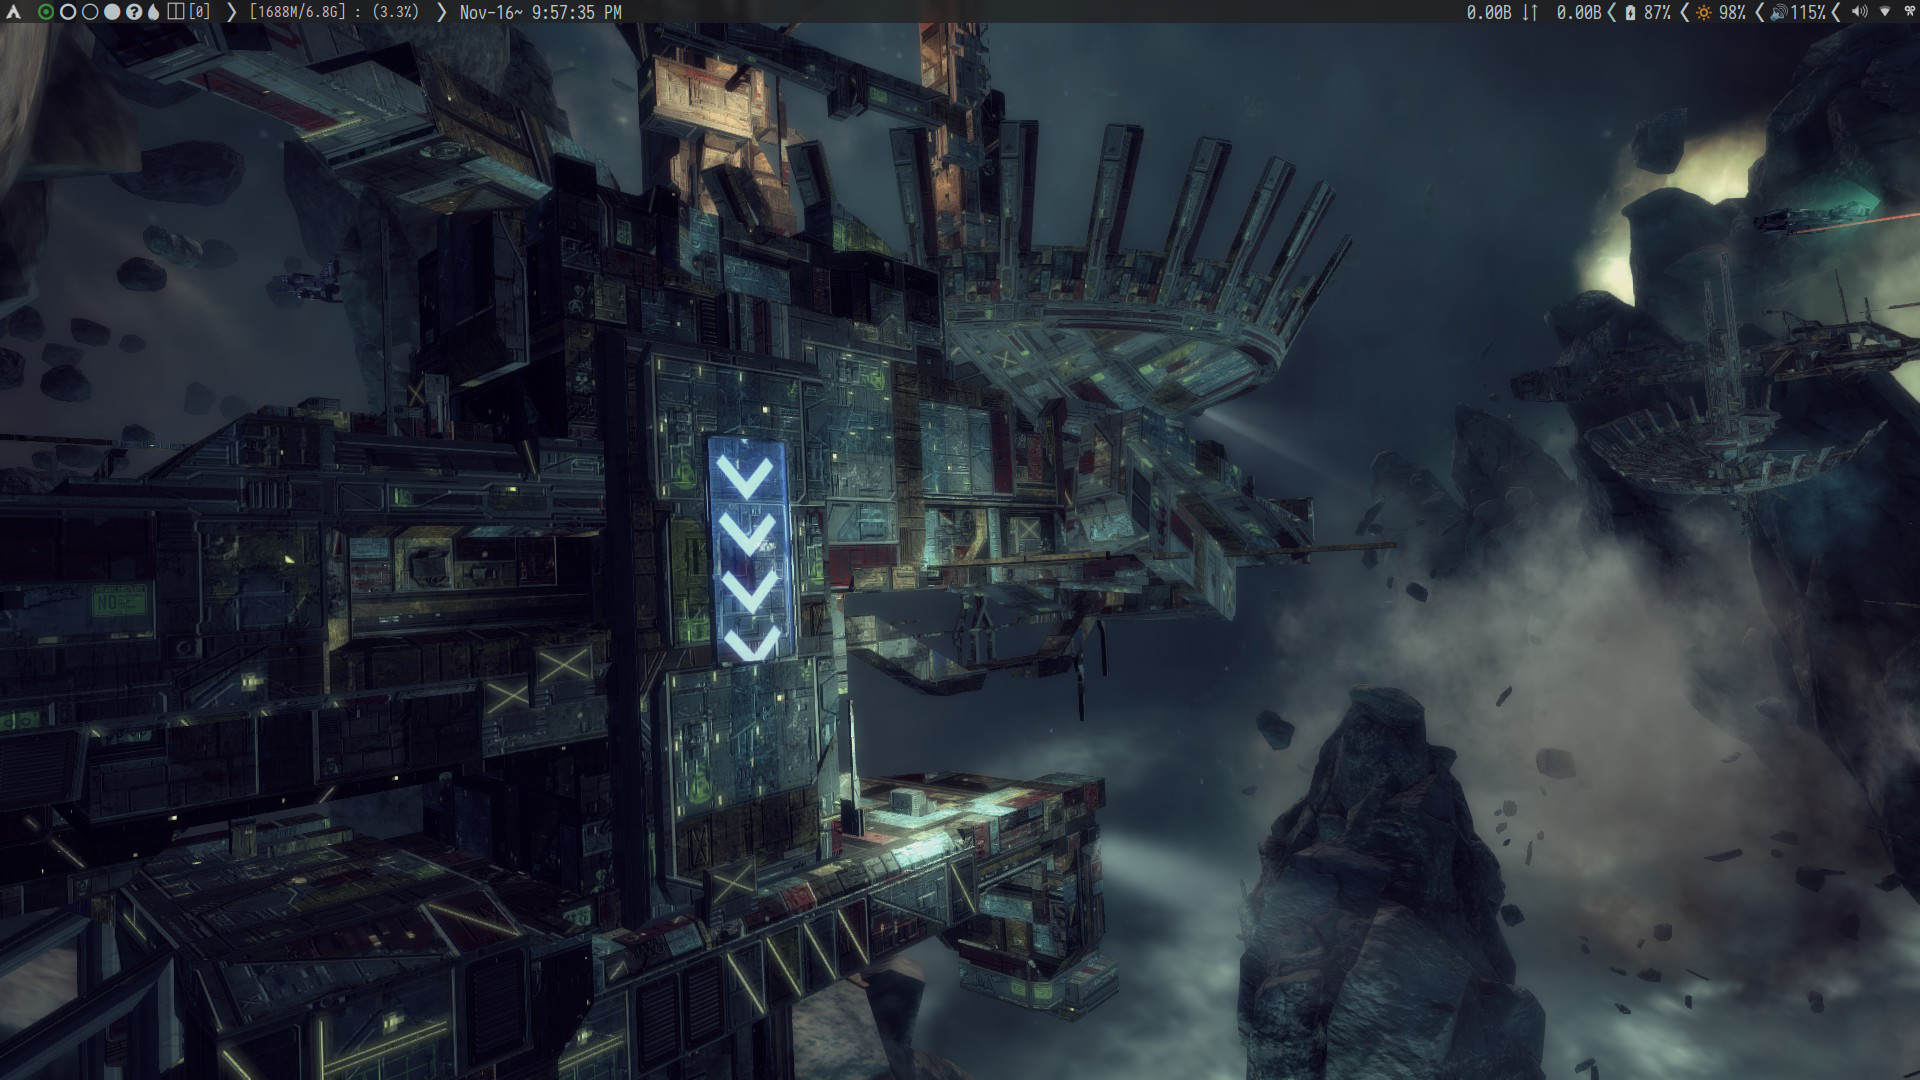 [0] [1688M/6.8G] : (3.3%) Nov-16~ 9:57:35 PM 0.00B ↓↑ 0.00B 87% 98% 115%
NO